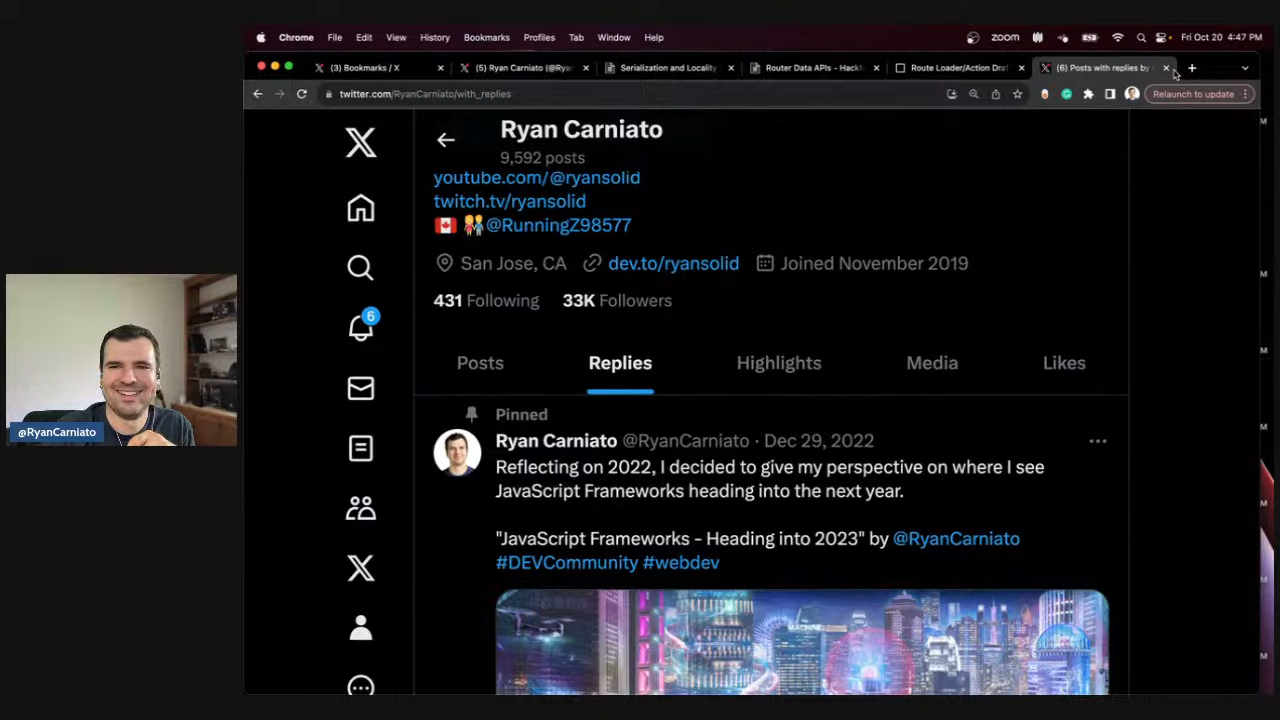 Chrome File Edit View History Bookmarks Profiles Tab Window Help
zoom
Fri Oct 20 4:47 PM
(3) Bookmarks / X
(5) Ryan Carniato (@Rya
Serialization and Locality
Router Data APIs - Hack
Route Loader/Action Draf
(6) Posts with replies by
twitter.com/RyanCarniato/with_replies
Relaunch to update
Ryan Carniato
9,592 posts
youtube.com/@ryansolid
twitch.tv/ryansolid
@RunningZ98577
San Jose, CA dev.to/ryansolid Joined November 2019
431 Following 33K Followers
6
Posts Replies Highlights Media Likes
Pinned
Ryan Carniato @RyanCarniato · Dec 29, 2022
Reflecting on 2022, I decided to give my perspective on where I see
JavaScript Frameworks heading into the next year.
"JavaScript Frameworks - Heading into 2023" by @RyanCarniato
#DEVCommunity #webdev
MACHINE
@RyanCarniato